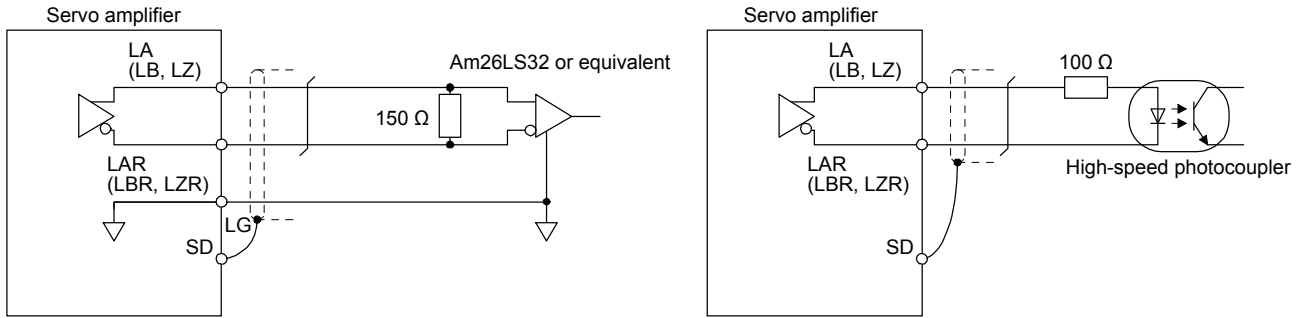 Servo amplifier
LA
(LB, LZ)
Am26LS32 or equivalent
150 Ω
LAR
(LBR, LZR)
LG
SD
Servo amplifier
LA
(LB, LZ)
100 Ω
High-speed photocoupler
LAR
(LBR, LZR)
SD